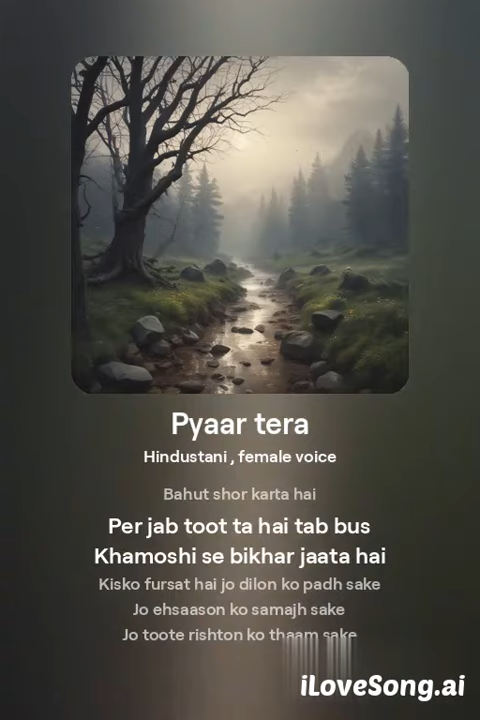 Pyaar tera
Hindustani , female voice
Bahut shor karta hai
Per jab toot ta hai tab bus
Khamoshi se bikhar jaata hai
Kisko fursat hai jo dilon ko padh sake
Jo ehsaason ko samajh sake
Jo toote rishton ko thaam sake
iLoveSong.ai